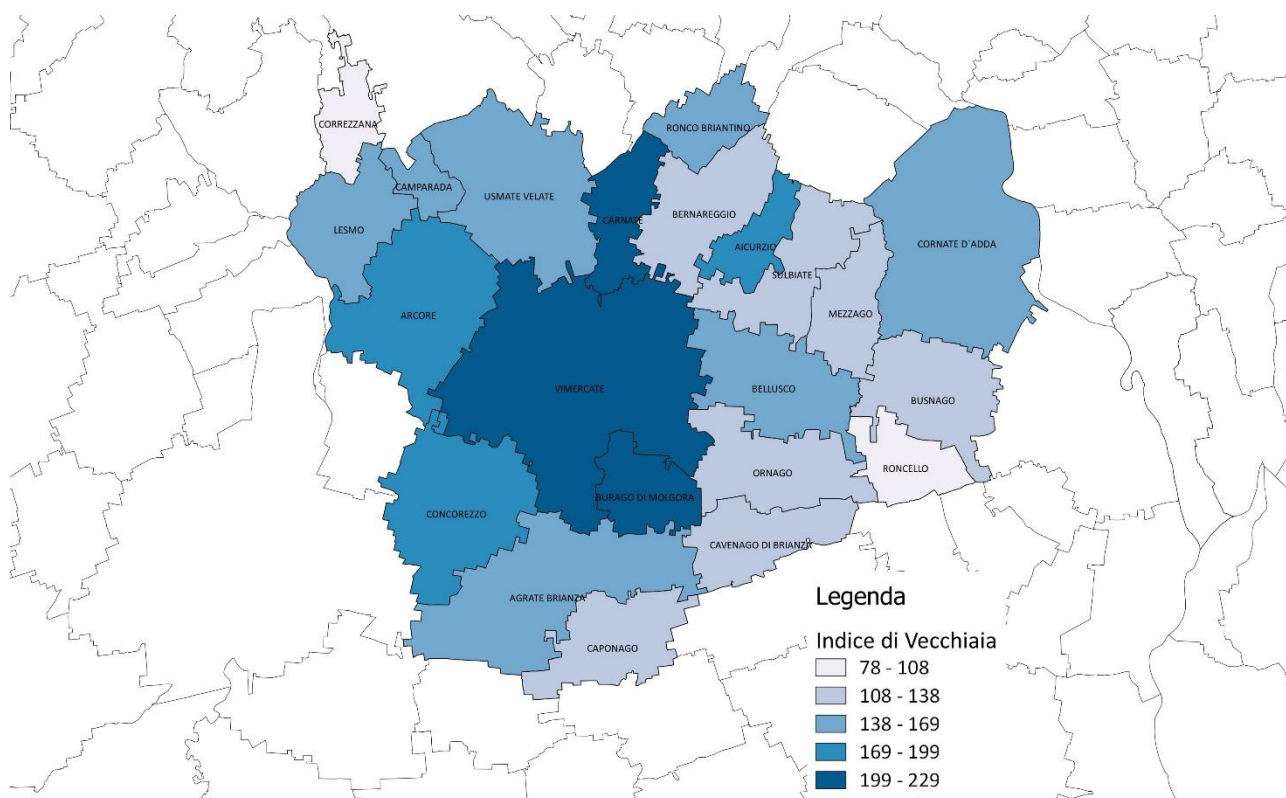 CORREZZANA
RONCO BRIANTINO
CAMPARADA
USMATE VELATE
CARNATE
BERNAREGGIO
LESMO
AICURZIO
CORNATE D`ADDA
SULBIATE
ARCORE
MEZZAGO
VIMERCATE
BELLUSCO
BUSNAGO
ORNAGO
RONCELLO
BURAGO DI MOLGORA
CONCOREZZO
CAVENAGO DI BRIANZA
AGRATE BRIANZA
CAPONAGO
Legenda
Indice di Vecchiaia
78 - 108
108 - 138
138 - 169
169 - 199
199 - 229